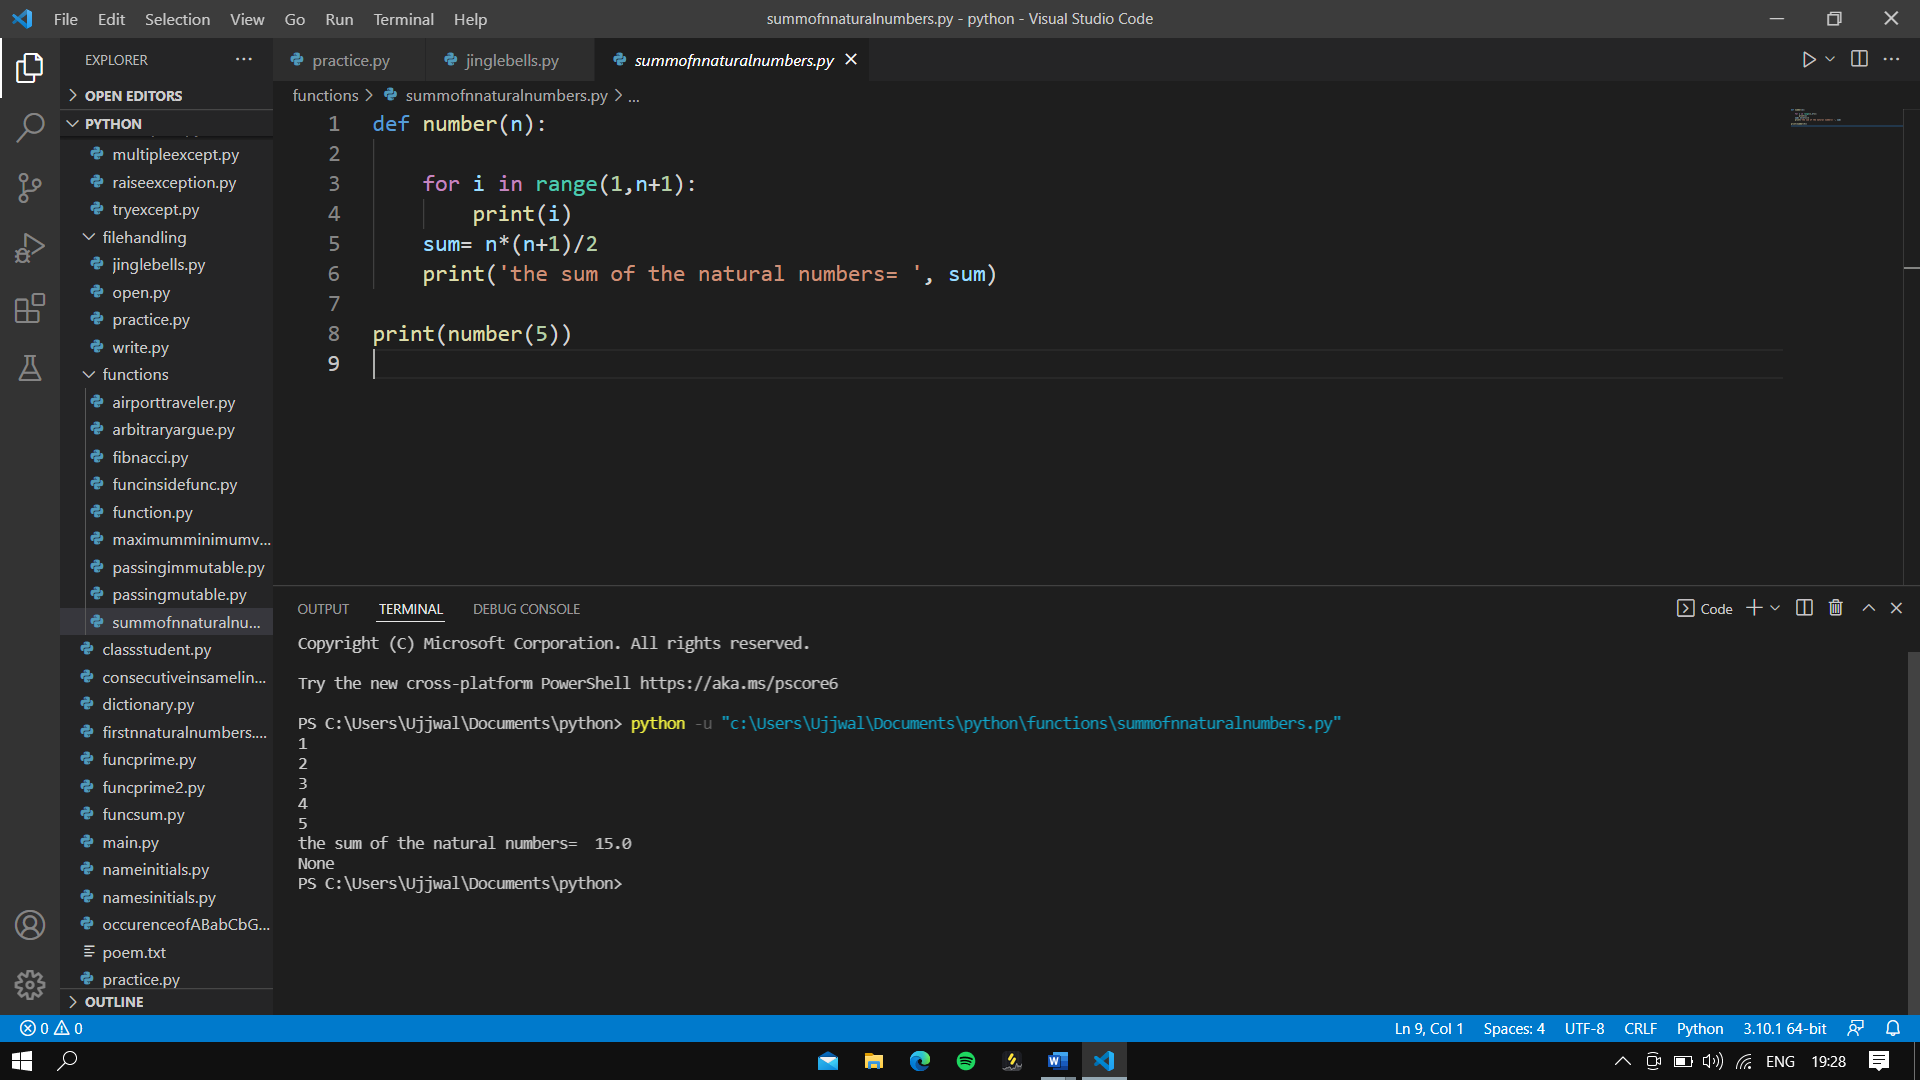 File Edit Selection View Go Run Terminal Help
summofnnaturalnumbers.py - python - Visual Studio Code
EXPLORER
practice.py
jinglebells.py
summofnnaturalnumbers.py
OPEN EDITORS
functions > summofnnaturalnumbers.py > ...
PYTHON
multipleexcept.py
raiseexception.py
tryexcept.py
filehandling
jinglebells.py
open.py
practice.py
write.py
functions
airporttraveler.py
arbitraryargue.py
fibnacci.py
funcinsidefunc.py
function.py
maximumminimumv...
passingimmutable.py
passingmutable.py
summofnnaturalnu...
classstudent.py
consecutiveinsamelin...
dictionary.py
firstnnaturalnumbers....
funcprime.py
funcprime2.py
funcsum.py
main.py
nameinitials.py
namesinitials.py
occurenceofABabCbG...
poem.txt
practice.py
OUTLINE
1 def number(n):
2
3 for i in range(1,n+1):
4 print(i)
5 sum= n*(n+1)/2
6 print('the sum of the natural numbers= ', sum)
7
8 print(number(5))
9
OUTPUT TERMINAL DEBUG CONSOLE
Code
Copyright (C) Microsoft Corporation. All rights reserved.
Try the new cross-platform PowerShell https://aka.ms/pscore6
PS C:\Users\Ujjwal\Documents\python> python -u "c:\Users\Ujjwal\Documents\python\functions\summofnnaturalnumbers.py"
1
2
3
4
5
the sum of the natural numbers=  15.0
None
PS C:\Users\Ujjwal\Documents\python>
0 0
Ln 9, Col 1 Spaces: 4 UTF-8 CRLF Python 3.10.1 64-bit
ENG 19:28